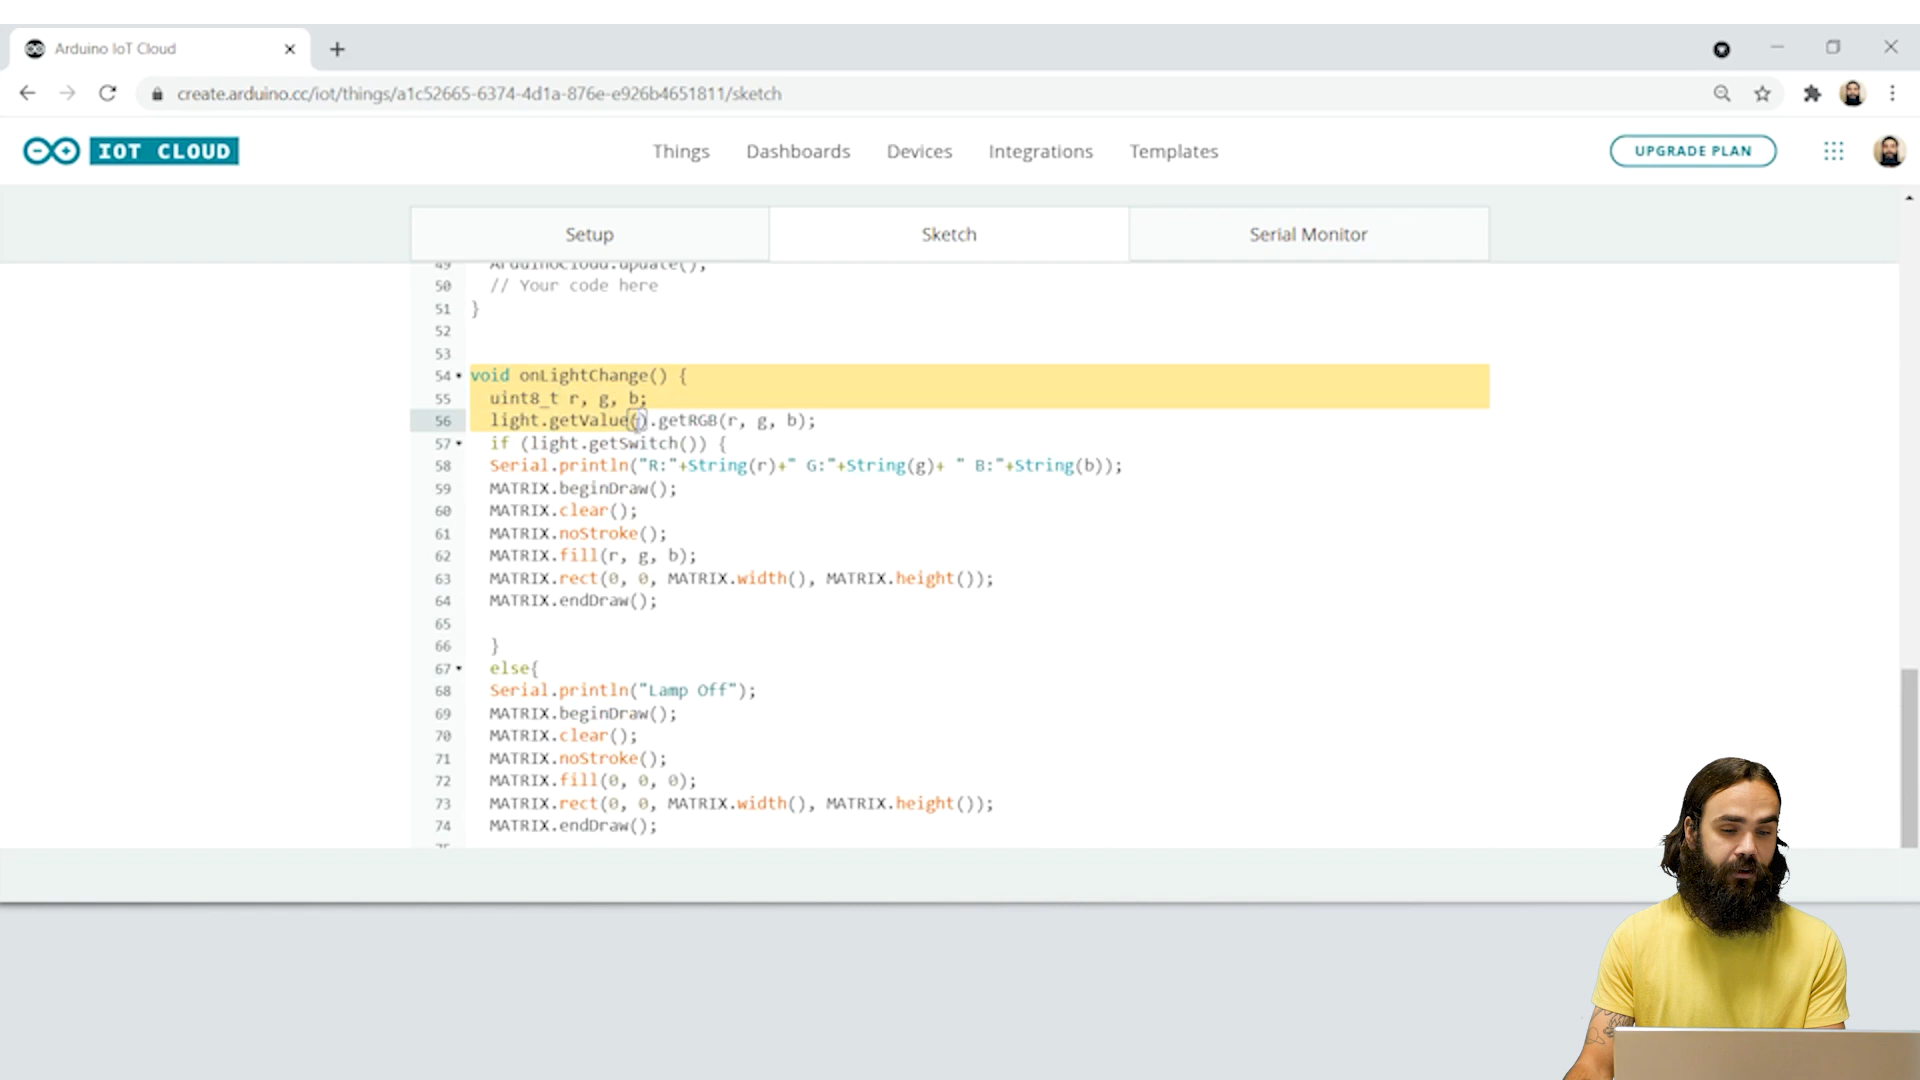 Arduino IoT Cloud
create.arduino.cc/iot/things/a1c52665-6374-4d1a-876e-e926b4651811/sketch
IOT CLOUD
Things Dashboards Devices Integrations Templates
UPGRADE PLAN
Setup Sketch Serial Monitor
49 ArduinoCloud.update();
50 // Your code here
51 }
52
53
54 void onLightChange() {
55 uint8_t r, g, b;
56 light.getValue().getRGB(r, g, b);
57 if (light.getSwitch()) {
58 Serial.println("R:"+String(r)+" G:"+String(g)+ " B:"+String(b));
59 MATRIX.beginDraw();
60 MATRIX.clear();
61 MATRIX.noStroke();
62 MATRIX.fill(r, g, b);
63 MATRIX.rect(0, 0, MATRIX.width(), MATRIX.height());
64 MATRIX.endDraw();
65
66 }
67 else{
68 Serial.println("Lamp Off");
69 MATRIX.beginDraw();
70 MATRIX.clear();
71 MATRIX.noStroke();
72 MATRIX.fill(0, 0, 0);
73 MATRIX.rect(0, 0, MATRIX.width(), MATRIX.height());
74 MATRIX.endDraw();